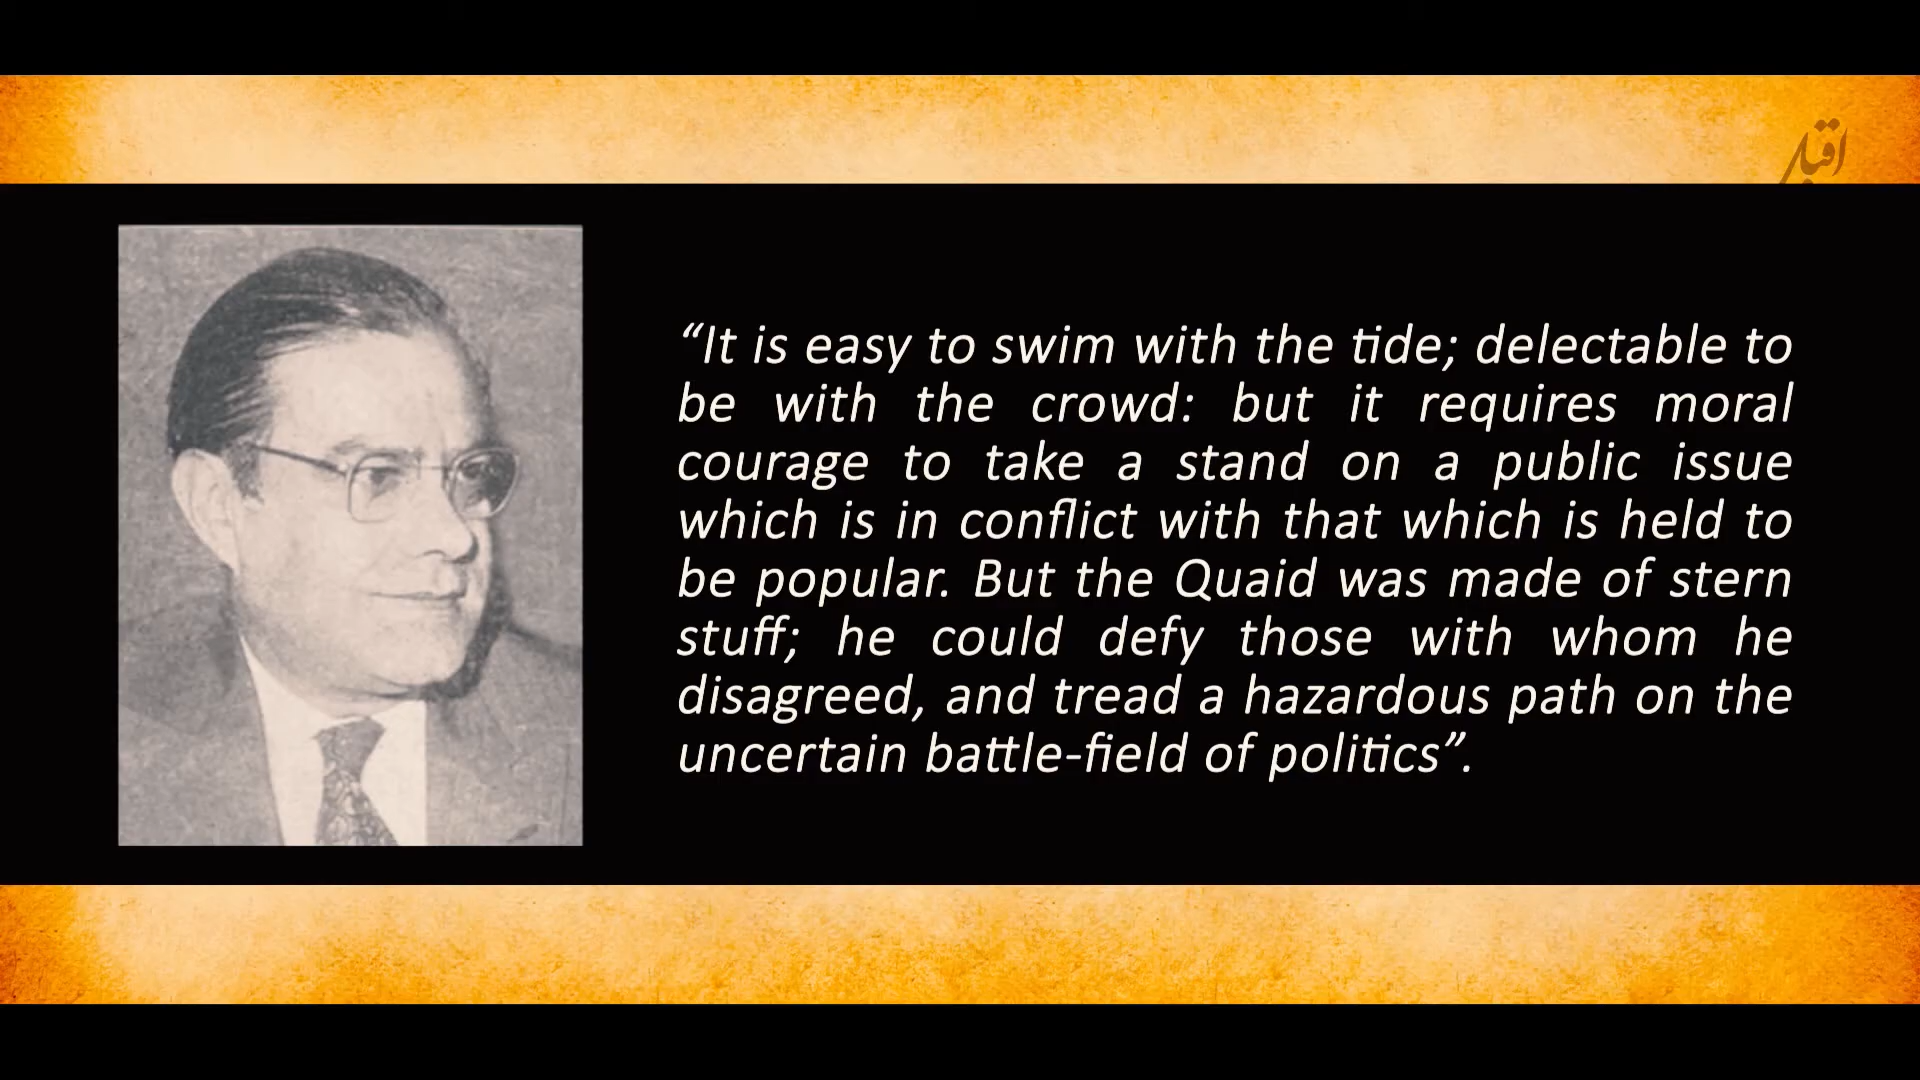 اقبال
“It is easy to swim with the tide; delectable to
be with the crowd: but it requires moral
courage to take a stand on a public issue
which is in conflict with that which is held to
be popular. But the Quaid was made of stern
stuff; he could defy those with whom he
disagreed, and tread a hazardous path on the
uncertain battle-field of politics”.